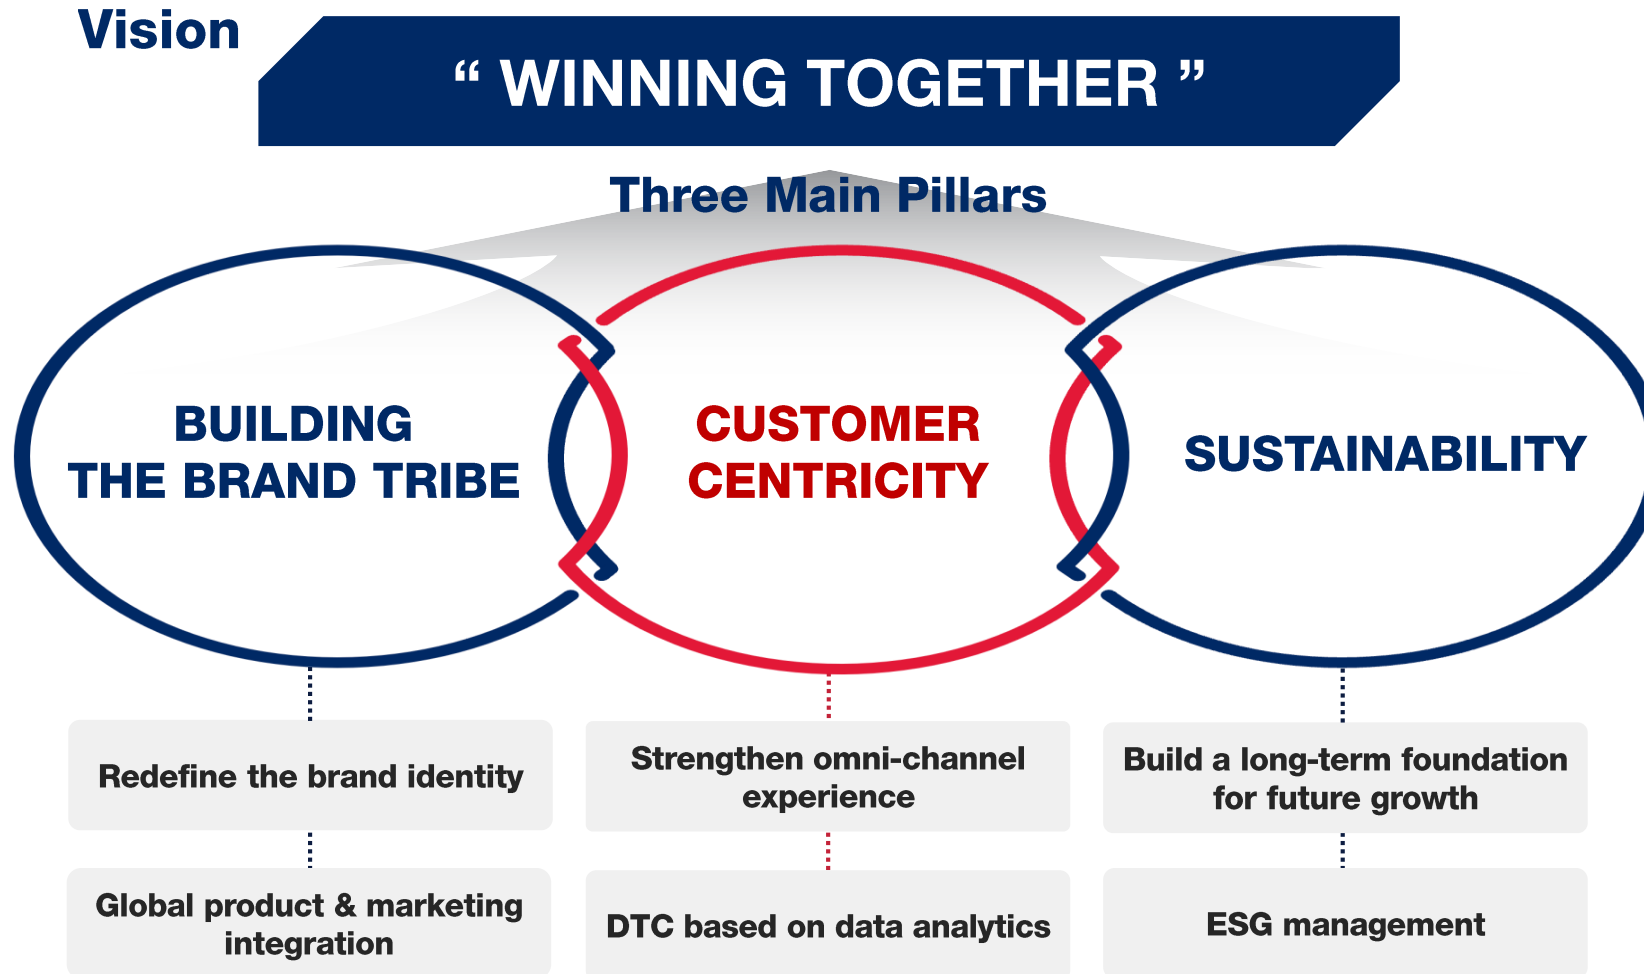 Vision
“ WINNING TOGETHER ”
Three Main Pillars
BUILDING
THE BRAND TRIBE
CUSTOMER
CENTRICITY
SUSTAINABILITY
Redefine the brand identity
Strengthen omni-channel
experience
Build a long-term foundation
for future growth
Global product & marketing
integration
DTC based on data analytics
ESG management